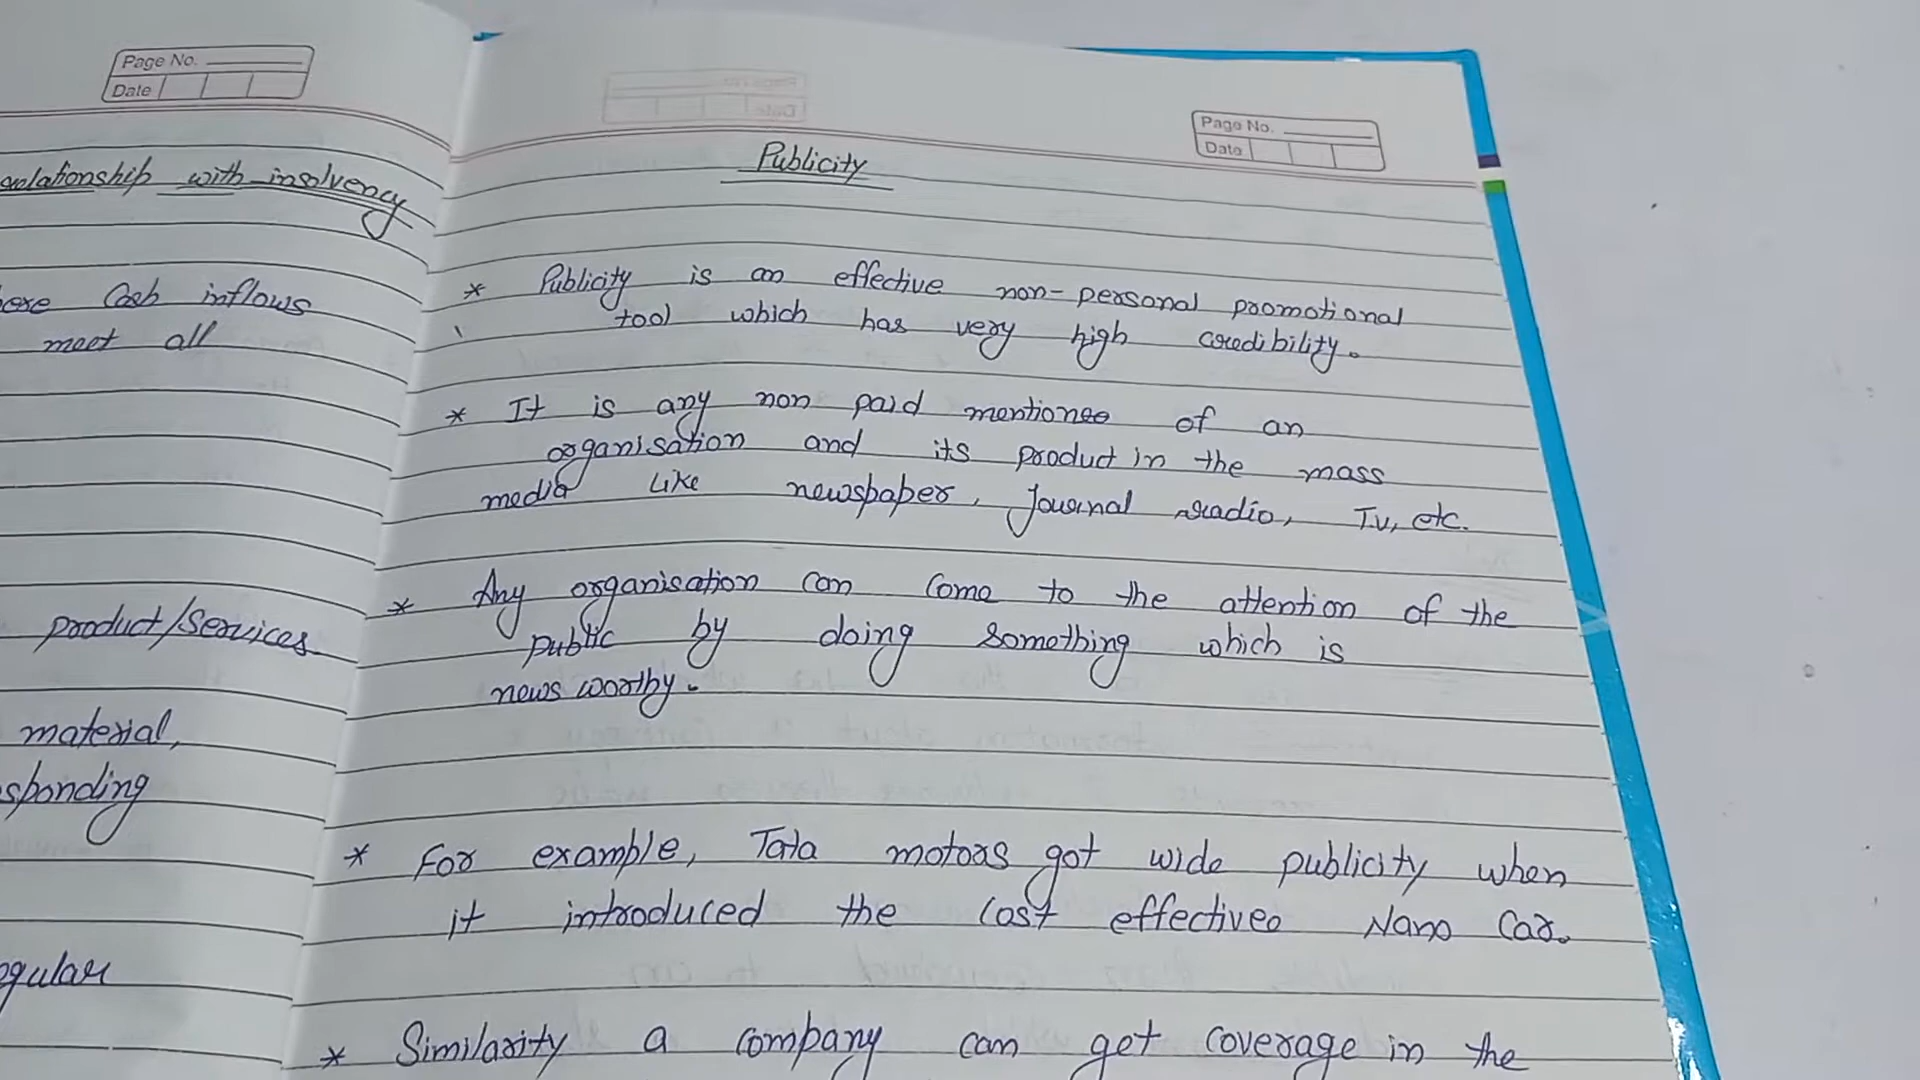 Page No.
Date
relationship with insolvency
Cash inflows
meet all
product/Services
material,
Page No.
Date
Publicity
* Publicity is an effective non-personal promotional
tool which has very high credibility.
* It is any non paid mentionee of an
organisation and its product in the mass
media like newspaper, journal radio, Tv, etc.
* Any organisation can Come to the attention of the
public by doing something which is
news worthy.
* For example, Tata motors got wide publicity when
it introduced the Cost effectiveo Nano Car.
* Similarity a company can get coverage in the